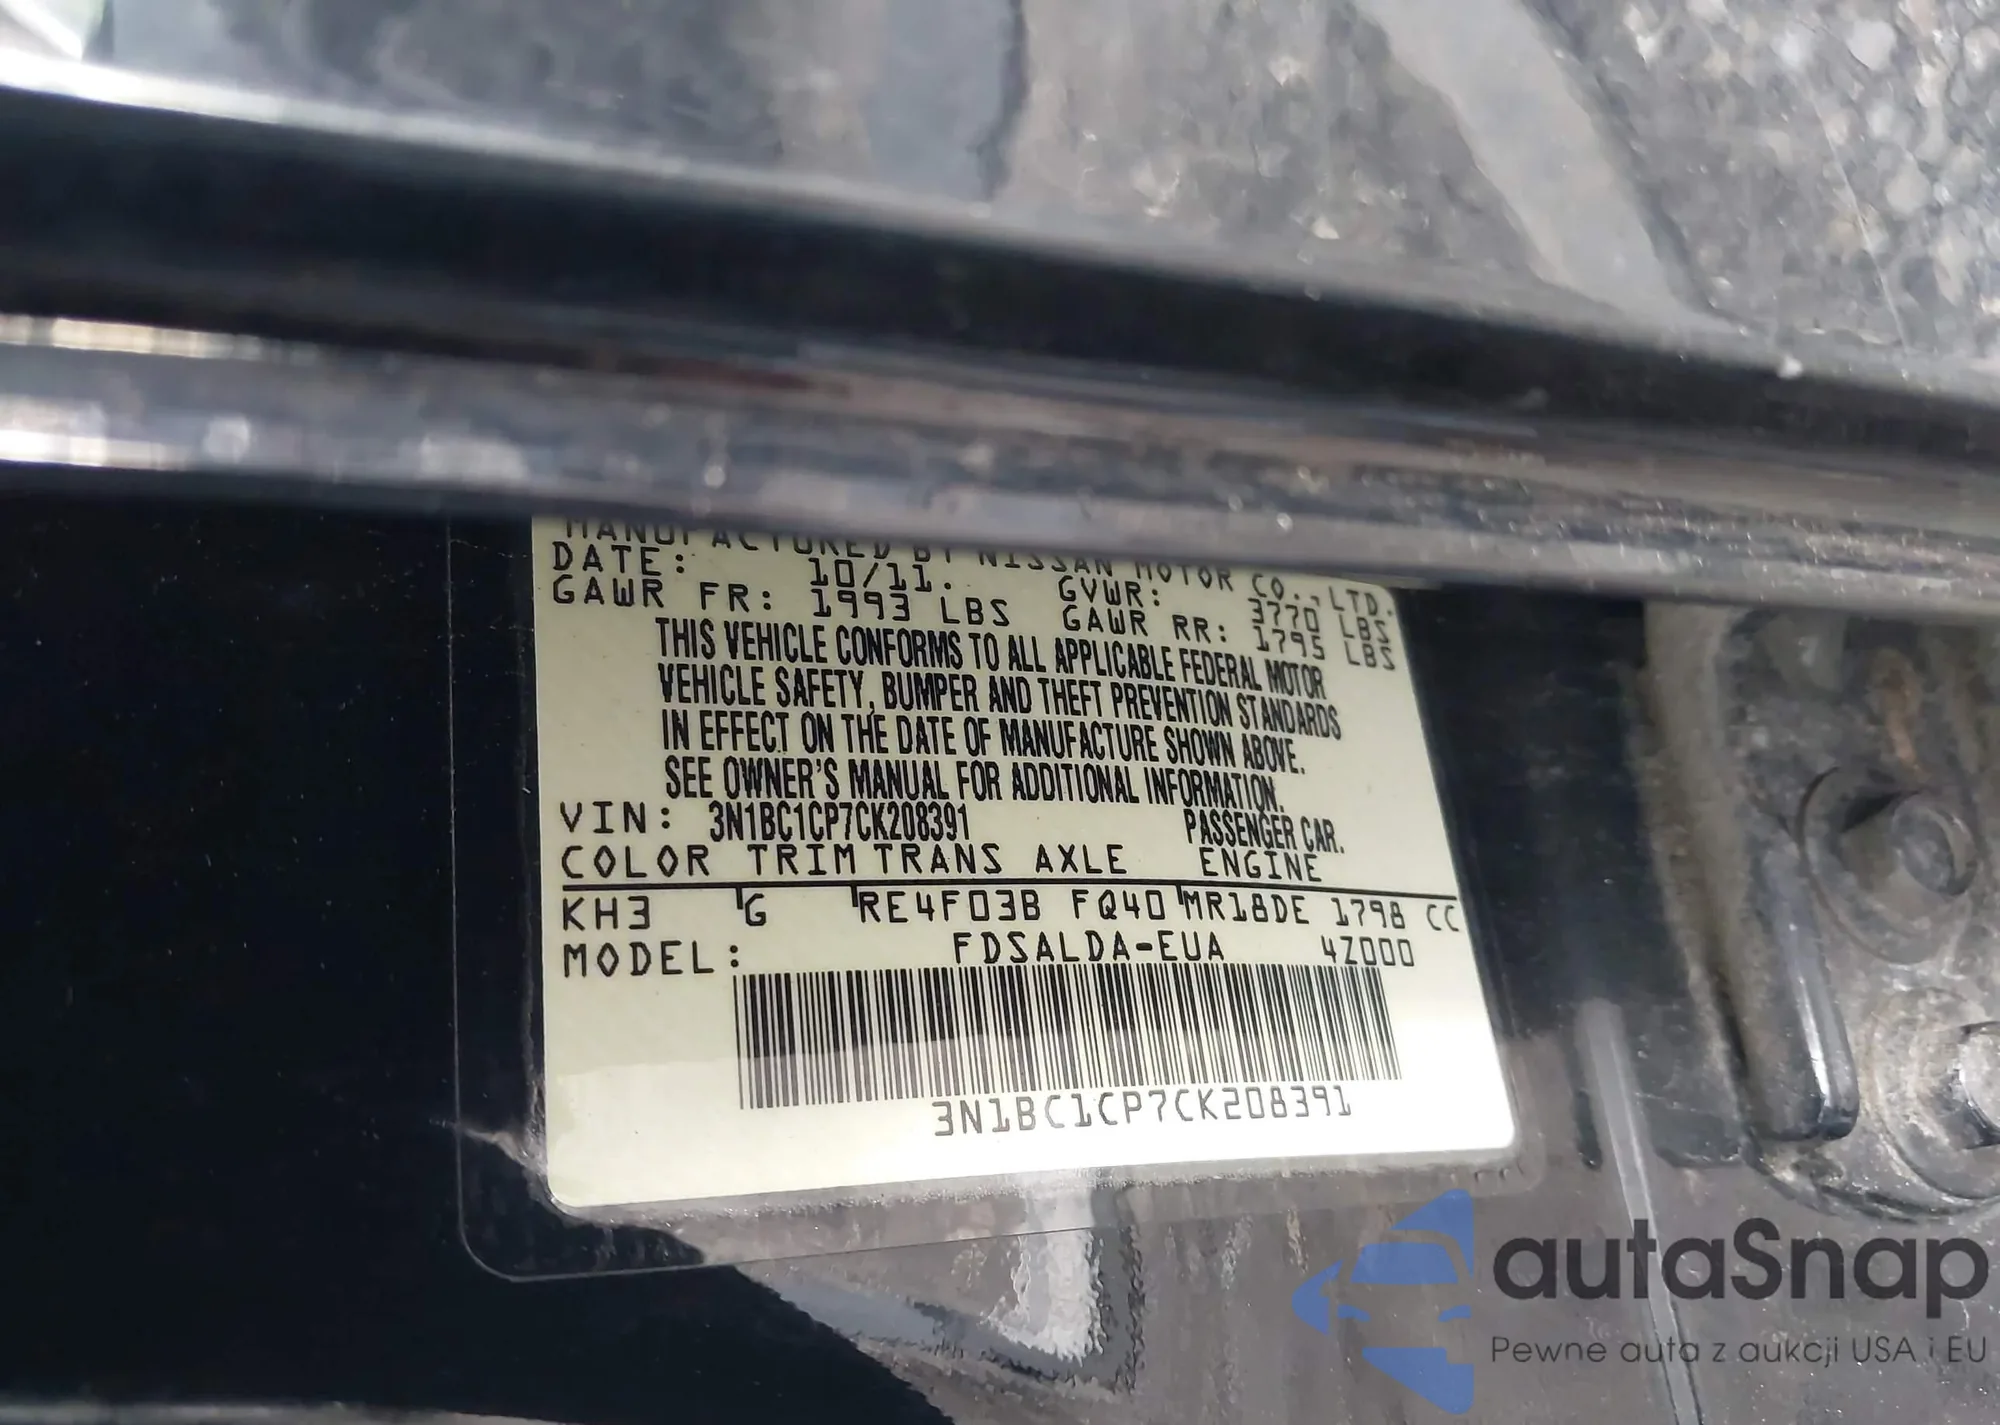 MANUFACTURED BY NISSAN MOTOR CO., LTD.
DATE: 10/11. GVWR: 3770 LBS
GAWR FR: 1993 LBS GAWR RR: 1795 LBS
THIS VEHICLE CONFORMS TO ALL APPLICABLE FEDERAL MOTOR
VEHICLE SAFETY, BUMPER AND THEFT PREVENTION STANDARDS
IN EFFECT ON THE DATE OF MANUFACTURE SHOWN ABOVE.
SEE OWNER'S MANUAL FOR ADDITIONAL INFORMATION.
VIN: 3N1BC1CP7CK208391 PASSENGER CAR.
COLOR TRIM TRANS AXLE ENGINE
KH3 G RE4F03B FQ40 MR18DE 1798 CC
MODEL: FDSALDA-EUA 4Z000
3N1BC1CP7CK208391
autaSnap
Pewne auta z aukcji USA i EU